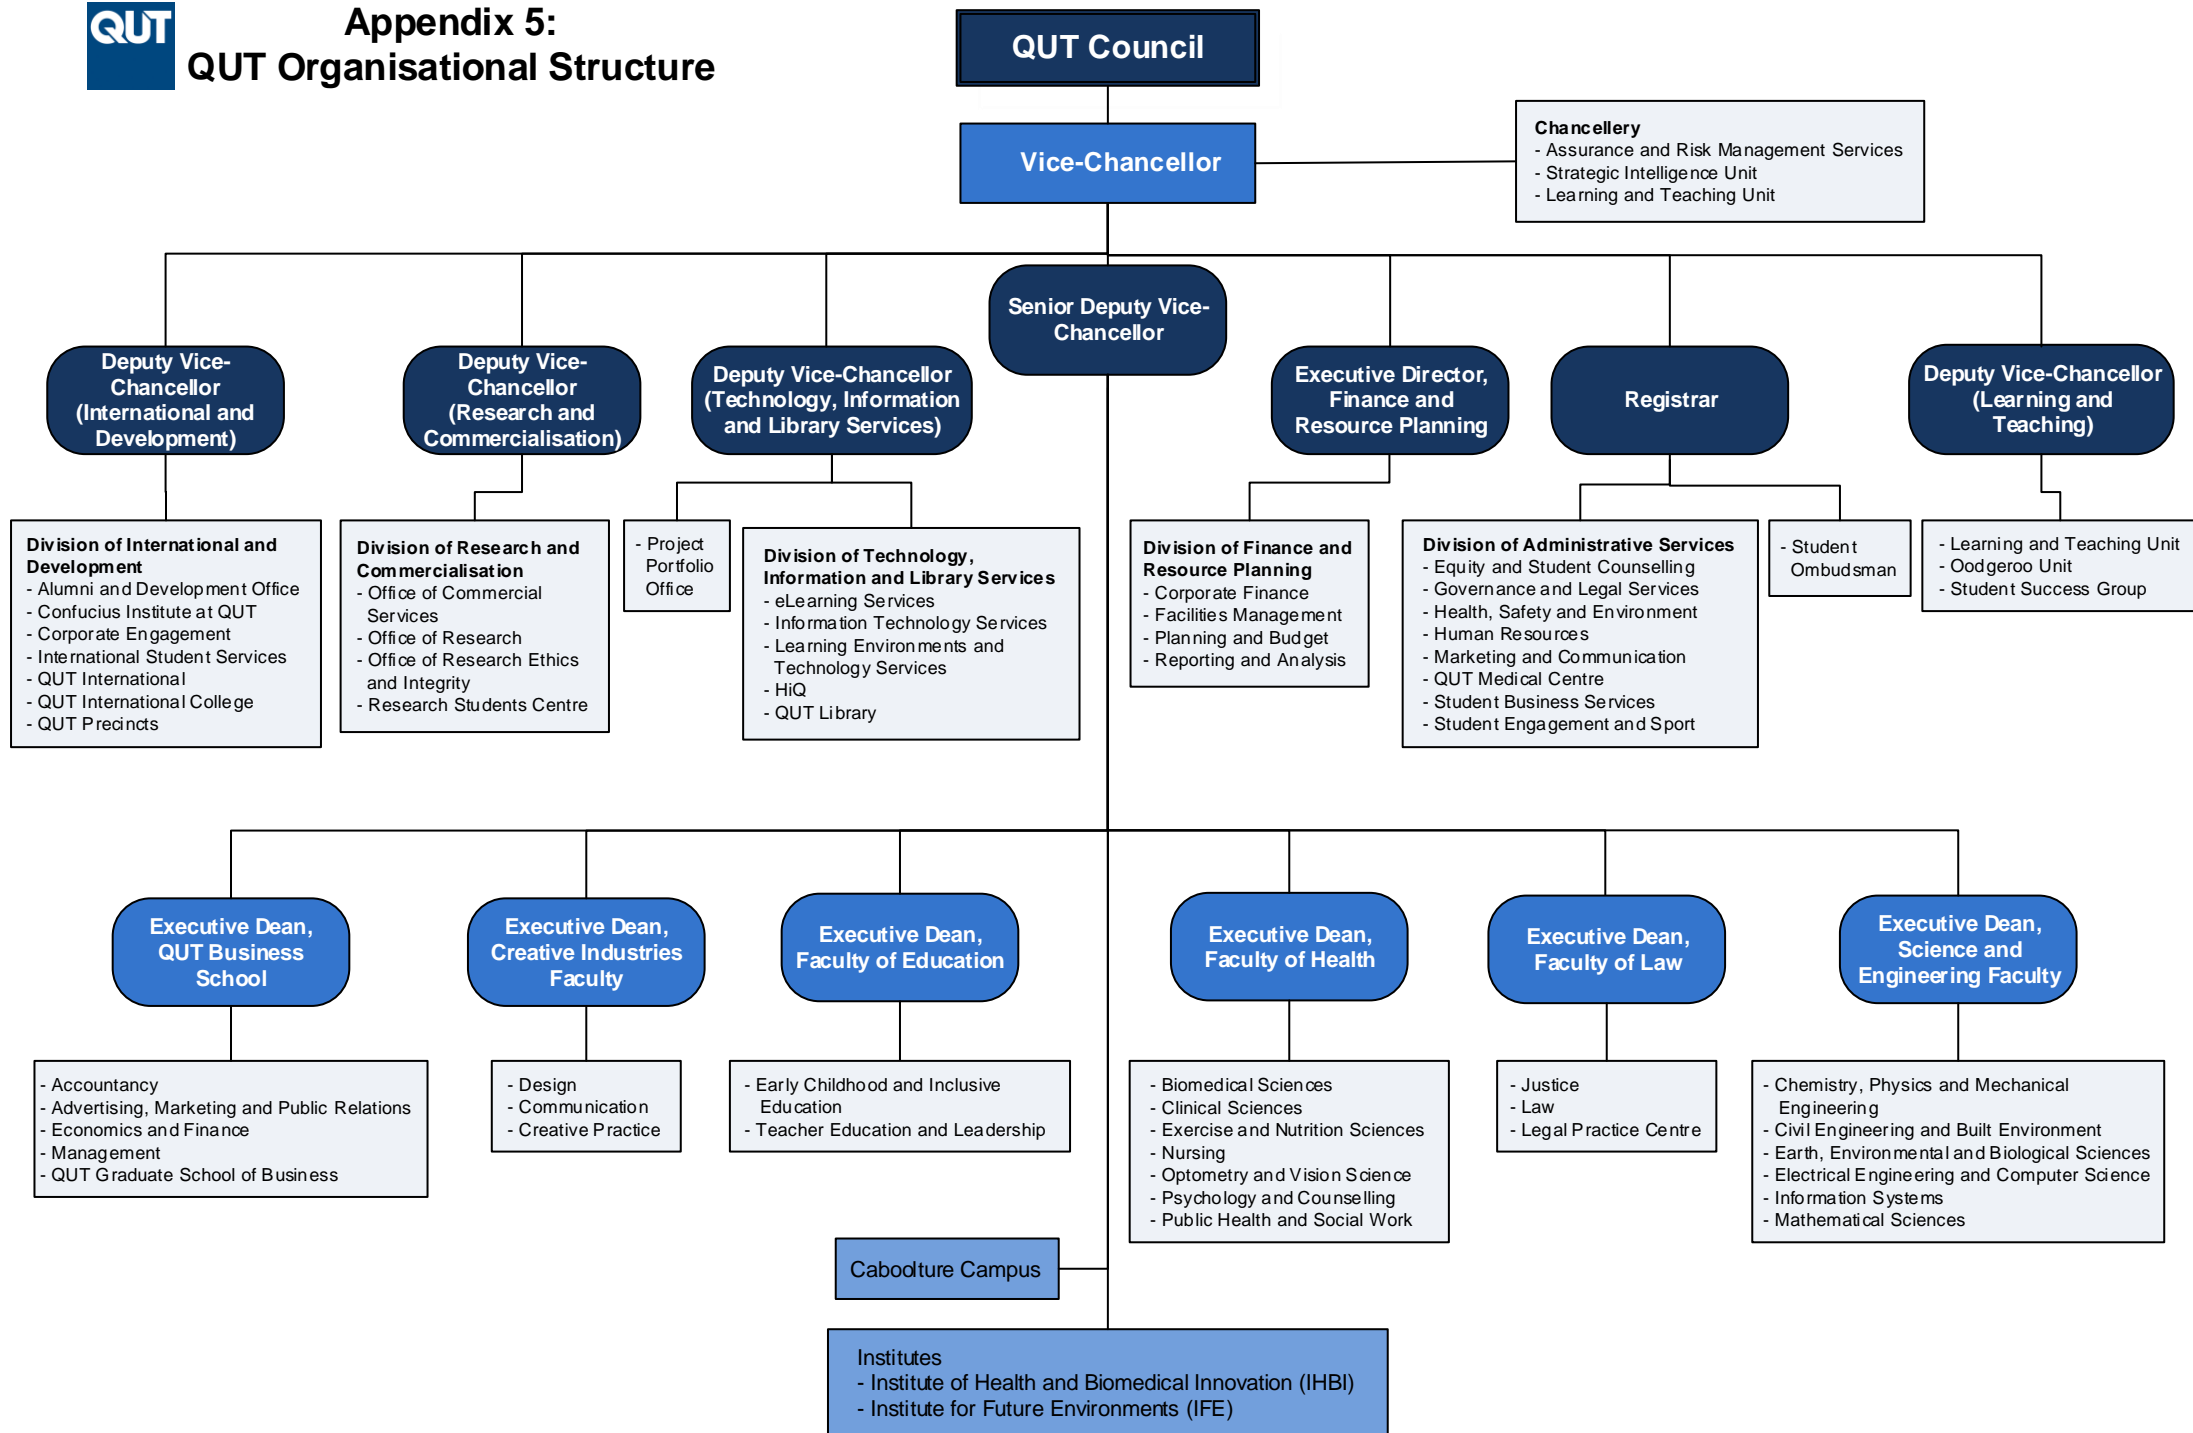 QUT
Appendix 5:
QUT Organisational Structure
QUT Council
Vice-Chancellor
Chancellery
- Assurance and Risk Management Services
- Strategic Intelligence Unit
- Learning and Teaching Unit
Senior Deputy Vice-
Chancellor
Deputy Vice-
Chancellor
(International and
Development)
Deputy Vice-
Chancellor
(Research and
Commercialisation)
Deputy Vice-Chancellor
(Technology, Information
and Library Services)
Executive Director,
Finance and
Resource Planning
Registrar
Deputy Vice-Chancellor
(Learning and
Teaching)
Division of International and
Development
- Alumni and Development Office
- Confucius Institute at QUT
- Corporate Engagement
- International Student Services
- QUT International
- QUT International College
- QUT Precincts
Division of Research and
Commercialisation
- Office of Commercial
Services
- Office of Research
- Office of Research Ethics
and Integrity
- Research Students Centre
- Project
Portfolio
Office
Division of Technology,
Information and Library Services
- eLearning Services
- Information Technology Services
- Learning Environments and
Technology Services
- HiQ
- QUT Library
Division of Finance and
Resource Planning
- Corporate Finance
- Facilities Management
- Planning and Budget
- Reporting and Analysis
Division of Administrative Services
- Equity and Student Counselling
- Governance and Legal Services
- Health, Safety and Environment
- Human Resources
- Marketing and Communication
- QUT Medical Centre
- Student Business Services
- Student Engagement and Sport
- Student
Ombudsman
- Learning and Teaching Unit
- Oodgeroo Unit
- Student Success Group
Executive Dean,
QUT Business
School
Executive Dean,
Creative Industries
Faculty
Executive Dean,
Faculty of Education
Executive Dean,
Faculty of Health
Executive Dean,
Faculty of Law
Executive Dean,
Science and
Engineering Faculty
- Accountancy
- Advertising, Marketing and Public Relations
- Economics and Finance
- Management
- QUT Graduate School of Business
- Design
- Communication
- Creative Practice
- Early Childhood and Inclusive
Education
- Teacher Education and Leadership
- Biomedical Sciences
- Clinical Sciences
- Exercise and Nutrition Sciences
- Nursing
- Optometry and Vision Science
- Psychology and Counselling
- Public Health and Social Work
- Justice
- Law
- Legal Practice Centre
- Chemistry, Physics and Mechanical
Engineering
- Civil Engineering and Built Environment
- Earth, Environmental and Biological Sciences
- Electrical Engineering and Computer Science
- Information Systems
- Mathematical Sciences
Caboolture Campus
Institutes
- Institute of Health and Biomedical Innovation (IHBI)
- Institute for Future Environments (IFE)